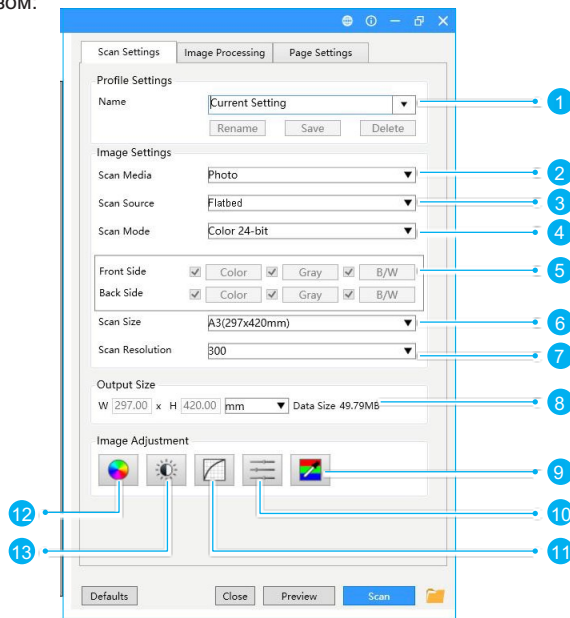 зом.
Scan Settings Image Processing Page Settings
Profile Settings
Name Current Setting 1
Rename Save Delete
Image Settings
Scan Media Photo 2
Scan Source Flatbed 3
Scan Mode Color 24-bit 4
Front Side Color Gray B/W 5
Back Side Color Gray B/W
Scan Size A3(297x420mm) 6
Scan Resolution 300 7
Output Size
W 297.00 x H 420.00 mm Data Size 49.79MB 8
Image Adjustment
9
12 10
13 11
Defaults Close Preview Scan